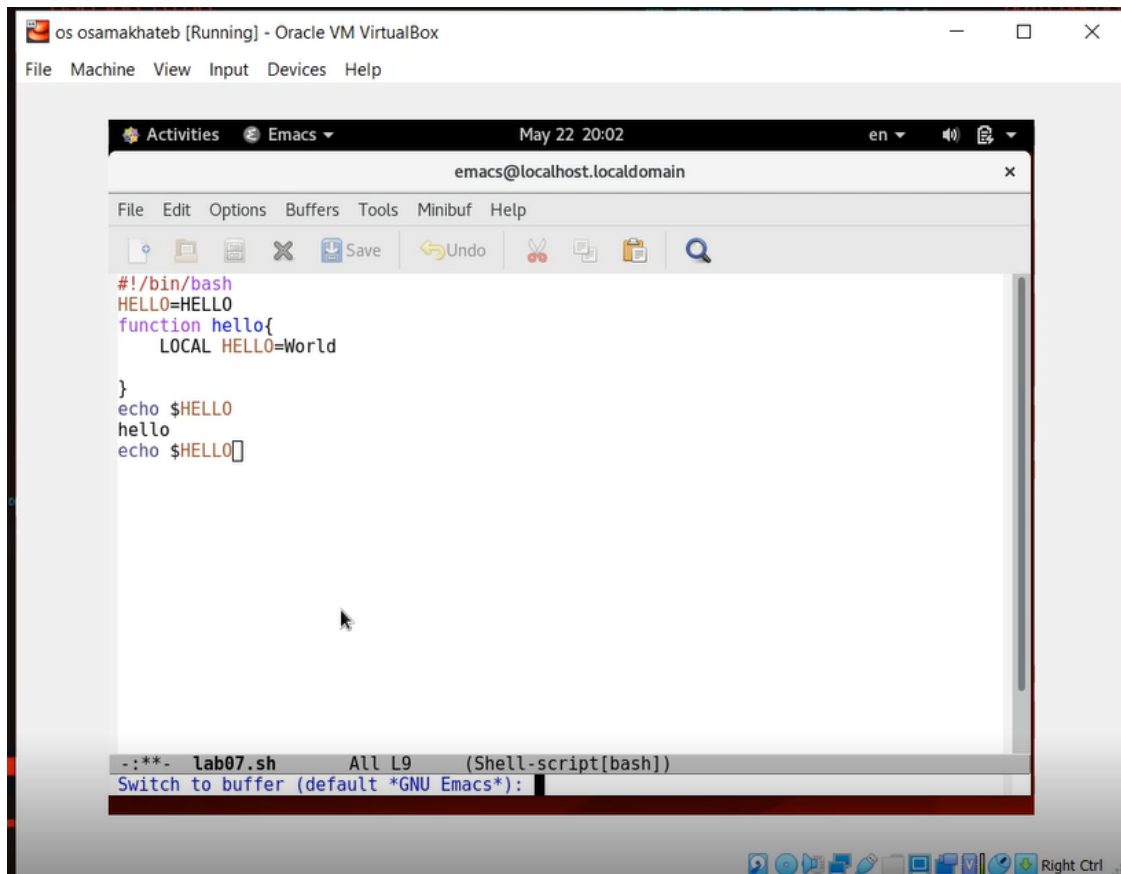 os osamakhateb [Running] - Oracle VM VirtualBox
File Machine View Input Devices Help
Activities Emacs May 22 20:02 en
emacs@localhost.localdomain
File Edit Options Buffers Tools Minibuf Help
Save Undo
#!/bin/bash
HELLO=HELLO
function hello{
    LOCAL HELLO=World
}
echo $HELLO
hello
echo $HELLO
-:**- lab07.sh All L9 (Shell-script[bash])
Switch to buffer (default *GNU Emacs*):
Right Ctrl